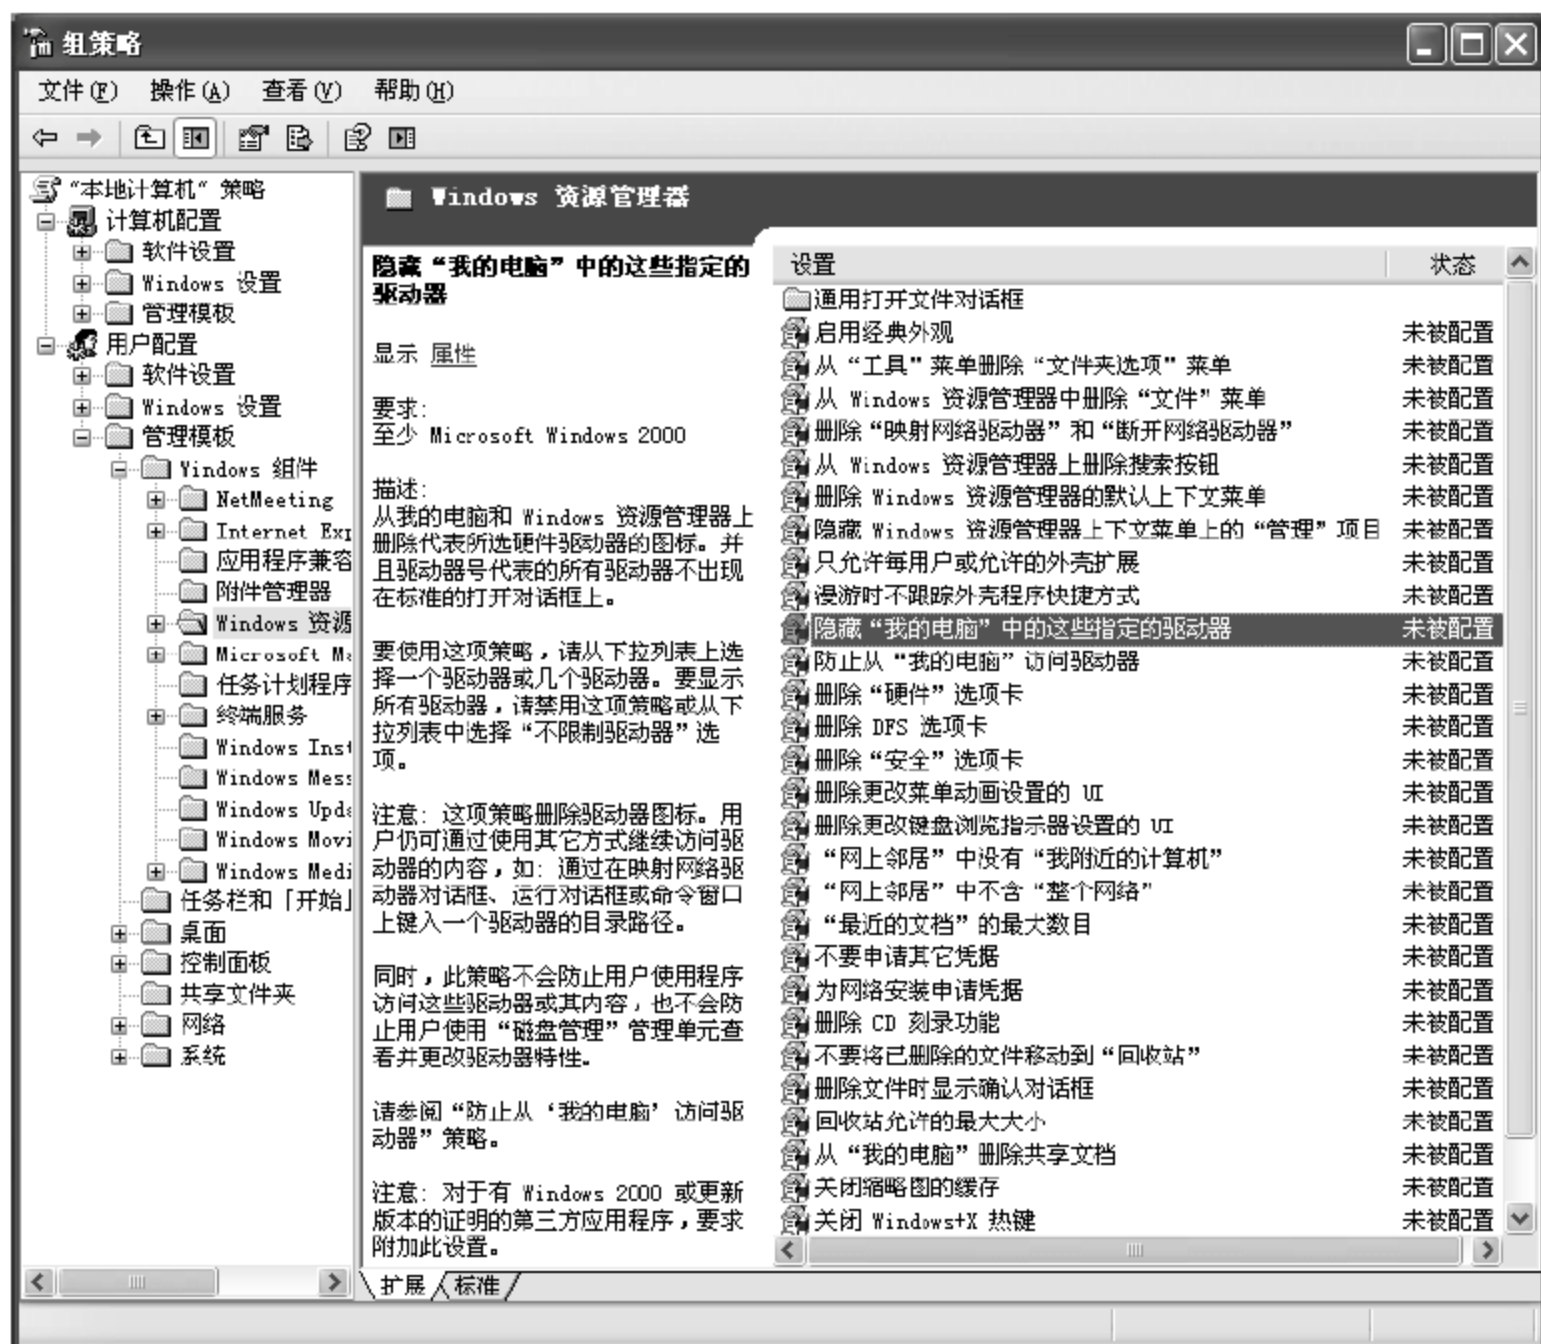 组策略
文件(F) 操作(A) 查看(V) 帮助(H)
“本地计算机”策略
计算机配置
软件设置
Windows 设置
管理模板
用户配置
软件设置
Windows 设置
管理模板
Windows 组件
NetMeeting
Internet Exp
应用程序兼容
附件管理器
Windows 资源
Microsoft Ma
任务计划程序
终端服务
Windows Inst
Windows Mess
Windows Upda
Windows Movi
Windows Medi
任务栏和「开始」
桌面
控制面板
共享文件夹
网络
系统
Windows 资源管理器
隐藏“我的电脑”中的这些指定的
驱动器
显示 属性
要求:
至少 Microsoft Windows 2000
描述:
从我的电脑和 Windows 资源管理器上
删除代表所选硬件驱动器的图标。并
且驱动器号代表的所有驱动器不出现
在标准的打开对话框上。
要使用这项策略，请从下拉列表上选
择一个驱动器或几个驱动器。要显示
所有驱动器，请禁用这项策略或从下
拉列表中选择“不限制驱动器”选
项。
注意: 这项策略删除驱动器图标。用
户仍可通过使用其它方式继续访问驱
动器的内容，如: 通过在映射网络驱
动器对话框、运行对话框或命令窗口
上键入一个驱动器的目录路径。
同时，此策略不会防止用户使用程序
访问这些驱动器或其内容，也不会防
止用户使用“磁盘管理”管理单元查
看并更改驱动器特性。
请参阅“防止从‘我的电脑’访问驱
动器”策略。
注意: 对于有 Windows 2000 或更新
版本的证明的第三方应用程序，要求
附加此设置。
设置 状态
通用打开文件对话框
启用经典外观 未被配置
从“工具”菜单删除“文件夹选项”菜单 未被配置
从 Windows 资源管理器中删除“文件”菜单 未被配置
删除“映射网络驱动器”和“断开网络驱动器” 未被配置
从 Windows 资源管理器上删除搜索按钮 未被配置
删除 Windows 资源管理器的默认上下文菜单 未被配置
隐藏 Windows 资源管理器上下文菜单上的“管理”项目 未被配置
只允许每用户或允许的外壳扩展 未被配置
漫游时不跟踪外壳程序快捷方式 未被配置
隐藏“我的电脑”中的这些指定的驱动器 未被配置
防止从“我的电脑”访问驱动器 未被配置
删除“硬件”选项卡 未被配置
删除 DFS 选项卡 未被配置
删除“安全”选项卡 未被配置
删除更改菜单动画设置的 UI 未被配置
删除更改键盘浏览指示器设置的 UI 未被配置
“网上邻居”中没有“我附近的计算机” 未被配置
“网上邻居”中不含“整个网络” 未被配置
“最近的文档”的最大数目 未被配置
不要申请其它凭据 未被配置
为网络安装申请凭据 未被配置
删除 CD 刻录功能 未被配置
不要将已删除的文件移动到“回收站” 未被配置
删除文件时显示确认对话框 未被配置
回收站允许的最大大小 未被配置
从“我的电脑”删除共享文档 未被配置
关闭缩略图的缓存 未被配置
关闭 Windows+X 热键 未被配置
扩展 标准